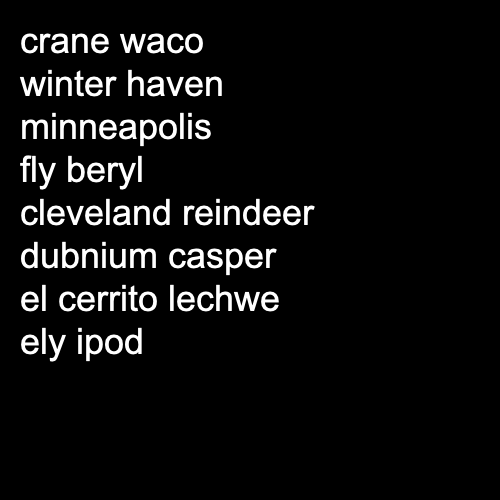 crane waco
winter haven
minneapolis
fly beryl
cleveland reindeer
dubnium casper
el cerrito lechwe
ely ipod